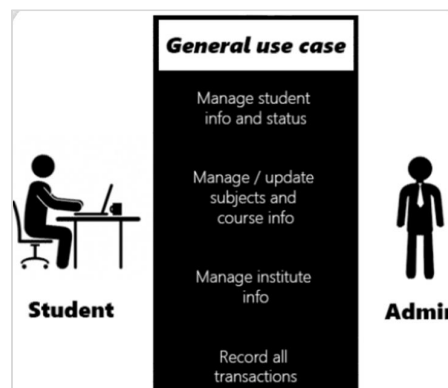 General use case
Manage student
info and status
Manage / update
subjects and
course info
Student
Manage institute
info
Admin
Record all
transactions